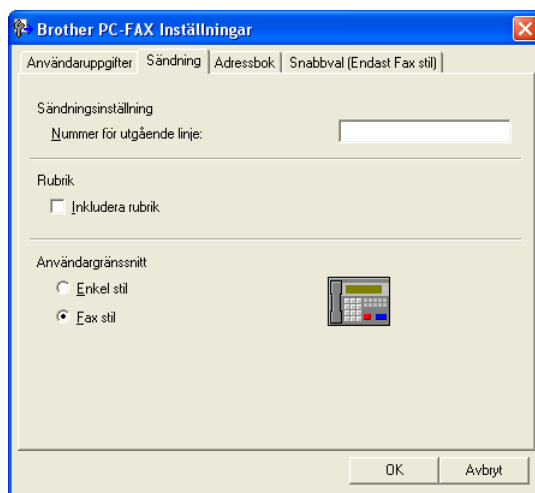 Brother PC-FAX Inställningar
Användaruppgifter Sändning Adressbok Snabbval (Endast Fax stil)
Sändningsinställning
Nummer för utgående linje:
Rubrik
Inkludera rubrik
Användargränssnitt
Enkel stil
Fax stil
OK Avbryt